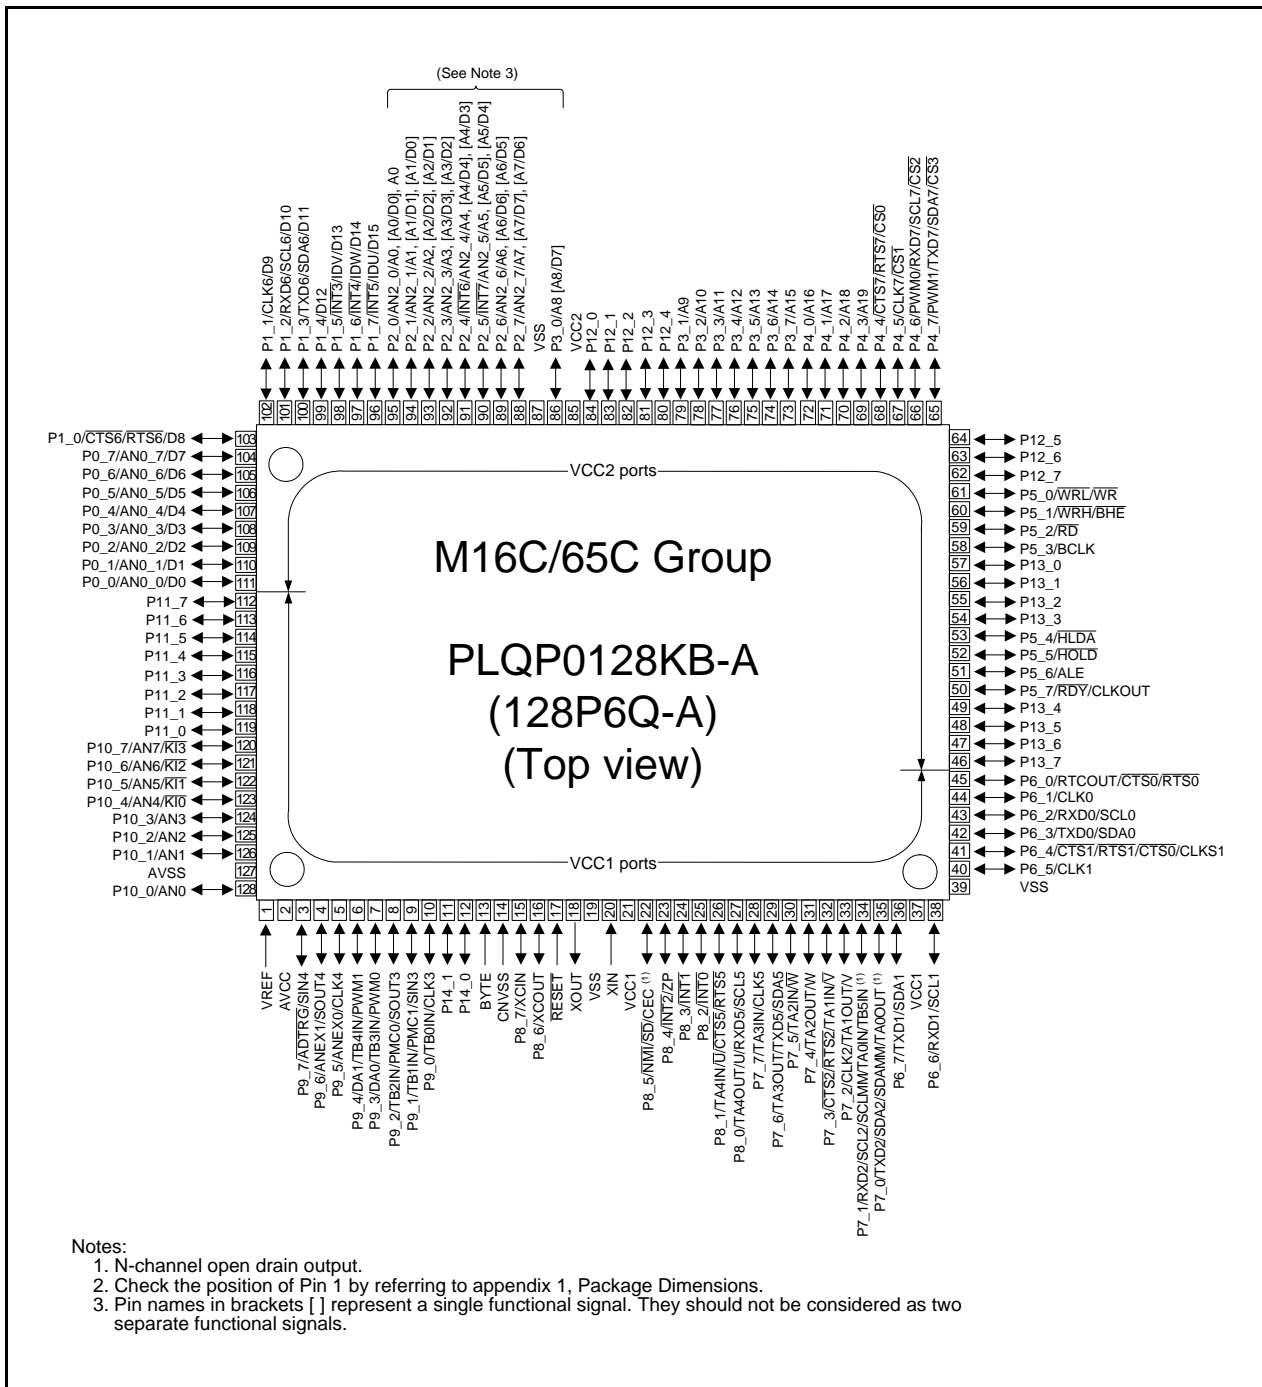 (See Note 3)
P1_1/CLK6/D9
P1_2/RXD6/SCL6/D10
P1_3/TXD6/SDA6/D11
P1_4/D12
P1_5/INT3/IDV/D13
P1_6/INT4/IDW/D14
P1_7/INT5/IDU/D15
P2_0/AN2_0/A0, [A0/D0], A0
P2_1/AN2_1/A1, [A1/D1], [A1/D0]
P2_2/AN2_2/A2, [A2/D2], [A2/D1]
P2_3/AN2_3/A3, [A3/D3], [A3/D2]
P2_4/INT6/AN2_4/A4, [A4/D4], [A4/D3]
P2_5/INT7/AN2_5/A5, [A5/D5], [A5/D4]
P2_6/AN2_6/A6, [A6/D6], [A6/D5]
P2_7/AN2_7/A7, [A7/D7], [A7/D6]
VSS
P3_0/A8 [A8/D7]
VCC2
P12_0
P12_1
P12_2
P12_3
P12_4
P3_1/A9
P3_2/A10
P3_3/A11
P3_4/A12
P3_5/A13
P3_6/A14
P3_7/A15
P4_0/A16
P4_1/A17
P4_2/A18
P4_3/A19
P4_4/CTS7/RTS7/CS0
P4_5/CLK7/CS1
P4_6/PWM0/RXD7/SCL7/CS2
P4_7/PWM1/TXD7/SDA7/CS3
102 101 100 99 98 97 96 95 94 93 92 91 90 89 88 87 86 85 84 83 82 81 80 79 78 77 76 75 74 73 72 71 70 69 68 67 66 65
P1_0/CTS6/RTS6/D8 103
P0_7/AN0_7/D7 104
P0_6/AN0_6/D6 105
P0_5/AN0_5/D5 106
P0_4/AN0_4/D4 107
P0_3/AN0_3/D3 108
P0_2/AN0_2/D2 109
P0_1/AN0_1/D1 110
P0_0/AN0_0/D0 111
P11_7 112
P11_6 113
P11_5 114
P11_4 115
P11_3 116
P11_2 117
P11_1 118
P11_0 119
P10_7/AN7/KI3 120
P10_6/AN6/KI2 121
P10_5/AN5/KI1 122
P10_4/AN4/KI0 123
P10_3/AN3 124
P10_2/AN2 125
P10_1/AN1 126
AVSS 127
P10_0/AN0 128
VCC2 ports
M16C/65C Group
PLQP0128KB-A
(128P6Q-A)
(Top view)
VCC1 ports
64 P12_5
63 P12_6
62 P12_7
61 P5_0/WRL/WR
60 P5_1/WRH/BHE
59 P5_2/RD
58 P5_3/BCLK
57 P13_0
56 P13_1
55 P13_2
54 P13_3
53 P5_4/HLDA
52 P5_5/HOLD
51 P5_6/ALE
50 P5_7/RDY/CLKOUT
49 P13_4
48 P13_5
47 P13_6
46 P13_7
45 P6_0/RTCOUT/CTS0/RTS0
44 P6_1/CLK0
43 P6_2/RXD0/SCL0
42 P6_3/TXD0/SDA0
41 P6_4/CTS1/RTS1/CTS0/CLKS1
40 P6_5/CLK1
39 VSS
1 2 3 4 5 6 7 8 9 10 11 12 13 14 15 16 17 18 19 20 21 22 23 24 25 26 27 28 29 30 31 32 33 34 35 36 37 38
VREF
AVCC
P9_7/ADTRG/SIN4
P9_6/ANEX1/SOUT4
P9_5/ANEX0/CLK4
P9_4/DA1/TB4IN/PWM1
P9_3/DA0/TB3IN/PWM0
P9_2/TB2IN/PMC0/SOUT3
P9_1/TB1IN/PMC1/SIN3
P9_0/TB0IN/CLK3
P14_1
P14_0
BYTE
CNVSS
P8_7/XCIN
P8_6/XCOUT
RESET
XOUT
VSS
XIN
VCC1
P8_5/NMI/SD/CEC (1)
P8_4/INT2/ZP
P8_3/INT1
P8_2/INT0
P8_1/TA4IN/U/CTS5/RTS5
P8_0/TA4OUT/U/RXD5/SCL5
P7_7/TA3IN/CLK5
P7_6/TA3OUT/TXD5/SDA5
P7_5/TA2IN/W
P7_4/TA2OUT/W
P7_3/CTS2/RTS2/TA1IN/V
P7_2/CLK2/TA1OUT/V
P7_1/RXD2/SCL2/SCLMM/TA0IN/TB5IN (1)
P7_0/TXD2/SDA2/SDAMM/TA0OUT (1)
P6_7/TXD1/SDA1
VCC1
P6_6/RXD1/SCL1
Notes:
1. N-channel open drain output.
2. Check the position of Pin 1 by referring to appendix 1, Package Dimensions.
3. Pin names in brackets [ ] represent a single functional signal. They should not be considered as two
separate functional signals.